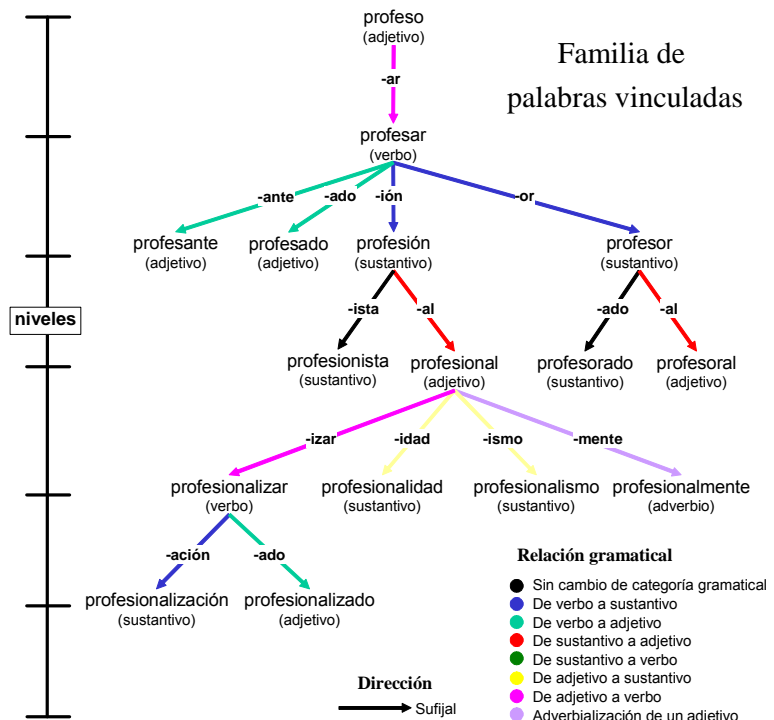 profeso
(adjetivo)
Familia de
palabras vinculadas
-ar
profesar
(verbo)
-ante
-ado
-ión
-or
profesante
(adjetivo)
profesado
(adjetivo)
profesión
(sustantivo)
profesor
(sustantivo)
niveles
-ista
-al
-ado
-al
profesionista
(sustantivo)
profesional
(adjetivo)
profesorado
(sustantivo)
profesoral
(adjetivo)
-izar
-idad
-ismo
-mente
profesionalizar
(verbo)
profesionalidad
(sustantivo)
profesionalismo
(sustantivo)
profesionalmente
(adverbio)
-ación
-ado
profesionalización
(sustantivo)
profesionalizado
(adjetivo)
Relación gramatical
Sin cambio de categoría gramatical
De verbo a sustantivo
De verbo a adjetivo
De sustantivo a adjetivo
De sustantivo a verbo
De adjetivo a sustantivo
De adjetivo a verbo
Adverbialización de un adjetivo
Dirección
Sufijal